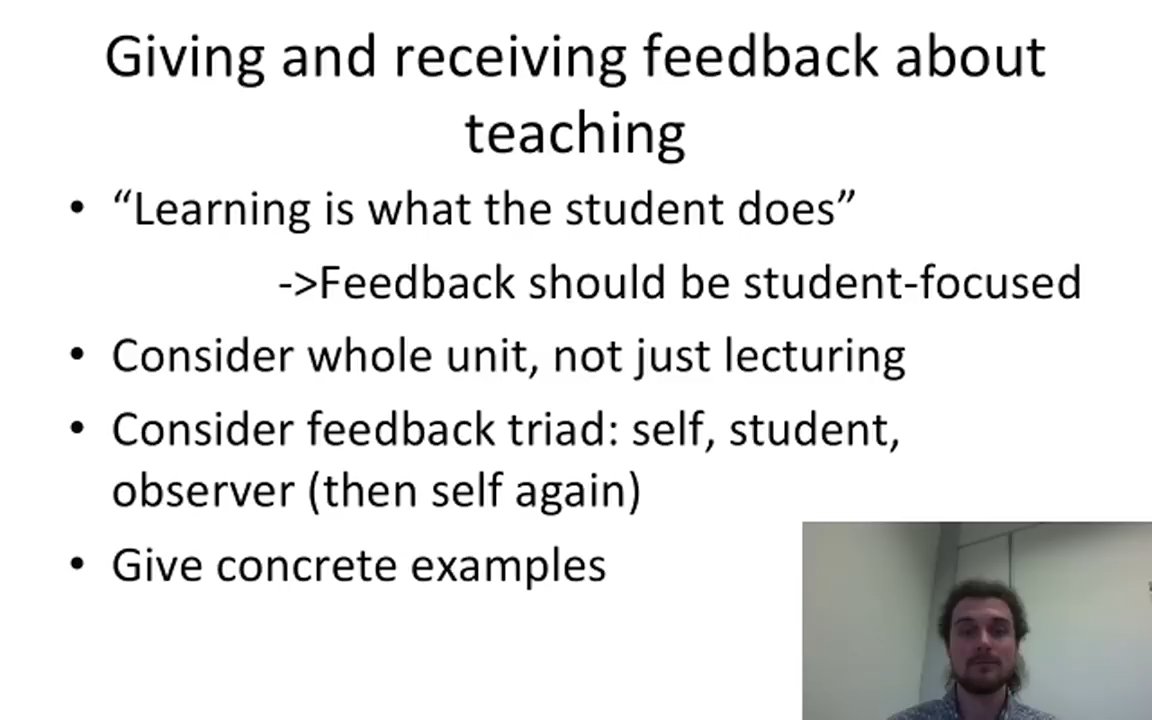 Giving and receiving feedback about
teaching
• “Learning is what the student does”
->Feedback should be student-focused
• Consider whole unit, not just lecturing
• Consider feedback triad: self, student,
observer (then self again)
• Give concrete examples